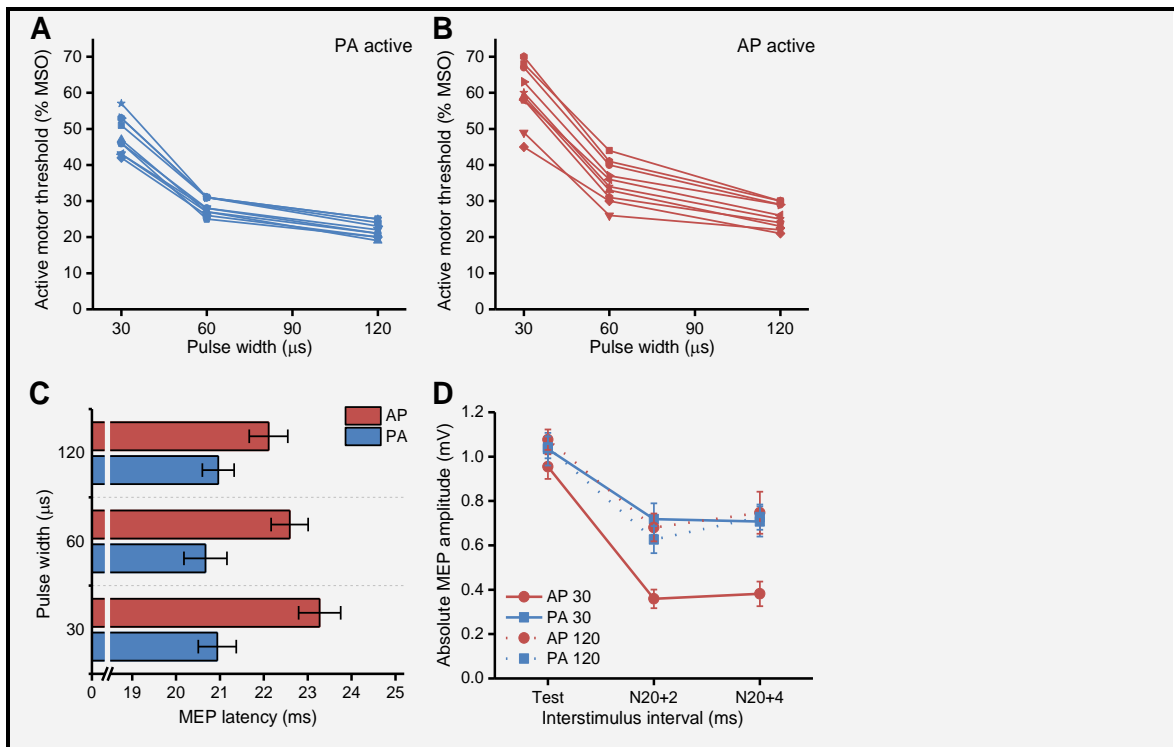 A
PA active
Active motor threshold (% MSO)
70
60
50
40
30
20
10
0
30 60 90 120
Pulse width (μs)
B
AP active
Active motor threshold (% MSO)
70
60
50
40
30
20
10
0
30 60 90 120
Pulse width (μs)
C
AP
PA
Pulse width (μs)
120
60
30
0 19 20 21 22 23 24 25
MEP latency (ms)
D
Absolute MEP amplitude (mV)
1.2
1.0
0.8
0.6
0.4
0.2
0.0
AP 30
PA 30
AP 120
PA 120
Test N20+2 N20+4
Interstimulus interval (ms)